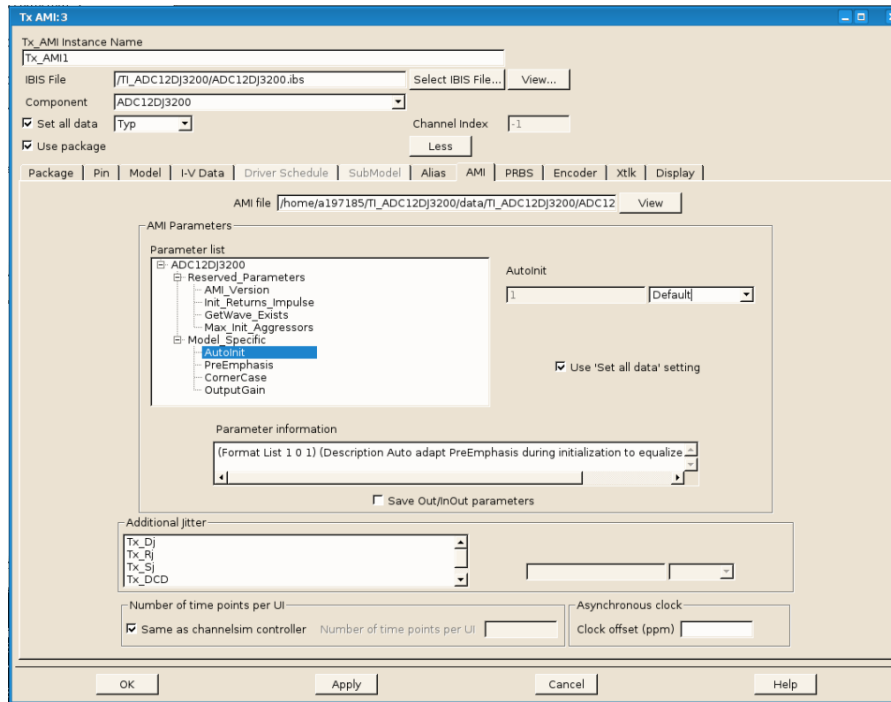 Tx AMI:3
Tx_AMI Instance Name
Tx_AMI1
IBIS File /TI_ADC12DJ3200/ADC12DJ3200.ibs Select IBIS File... View...
Component ADC12DJ3200
Set all data Typ Channel Index -1
Use package Less
Package Pin Model I-V Data Driver Schedule SubModel Alias AMI PRBS Encoder Xtlk Display
AMI file /home/a197185/TI_ADC12DJ3200/data/TI_ADC12DJ3200/ADC12 View
AMI Parameters
Parameter list
ADC12DJ3200
Reserved_Parameters
AMI_Version
Init_Returns_Impulse
GetWave_Exists
Max_Init_Aggressors
Model_Specific
AutoInit
PreEmphasis
CornerCase
OutputGain
AutoInit
1 Default
Use 'Set all data' setting
Parameter information
(Format List 1 0 1) (Description Auto adapt PreEmphasis during initialization to equalize
Save Out/InOut parameters
Additional Jitter
Tx_Dj
Tx_Rj
Tx_Sj
Tx_DCD
Number of time points per UI
Same as channelsim controller Number of time points per UI
Asynchronous clock
Clock offset (ppm)
OK Apply Cancel Help